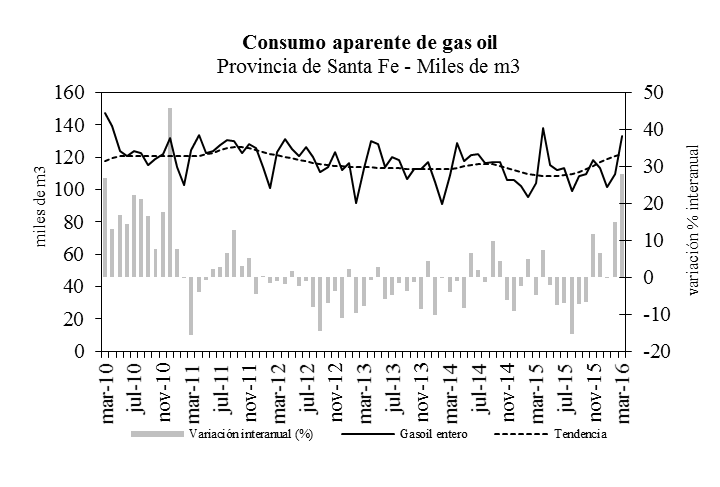 Consumo aparente de gas oil
Provincia de Santa Fe - Miles de m3
160
140
120
100
80
60
40
20
0
miles de m3
50
40
30
20
10
0
-10
-20
variación % interanual
mar-10
jul-10
nov-10
mar-11
jul-11
nov-11
mar-12
jul-12
nov-12
mar-13
jul-13
nov-13
mar-14
jul-14
nov-14
mar-15
jul-15
nov-15
mar-16
Variación interanual (%)
Gasoil entero
Tendencia